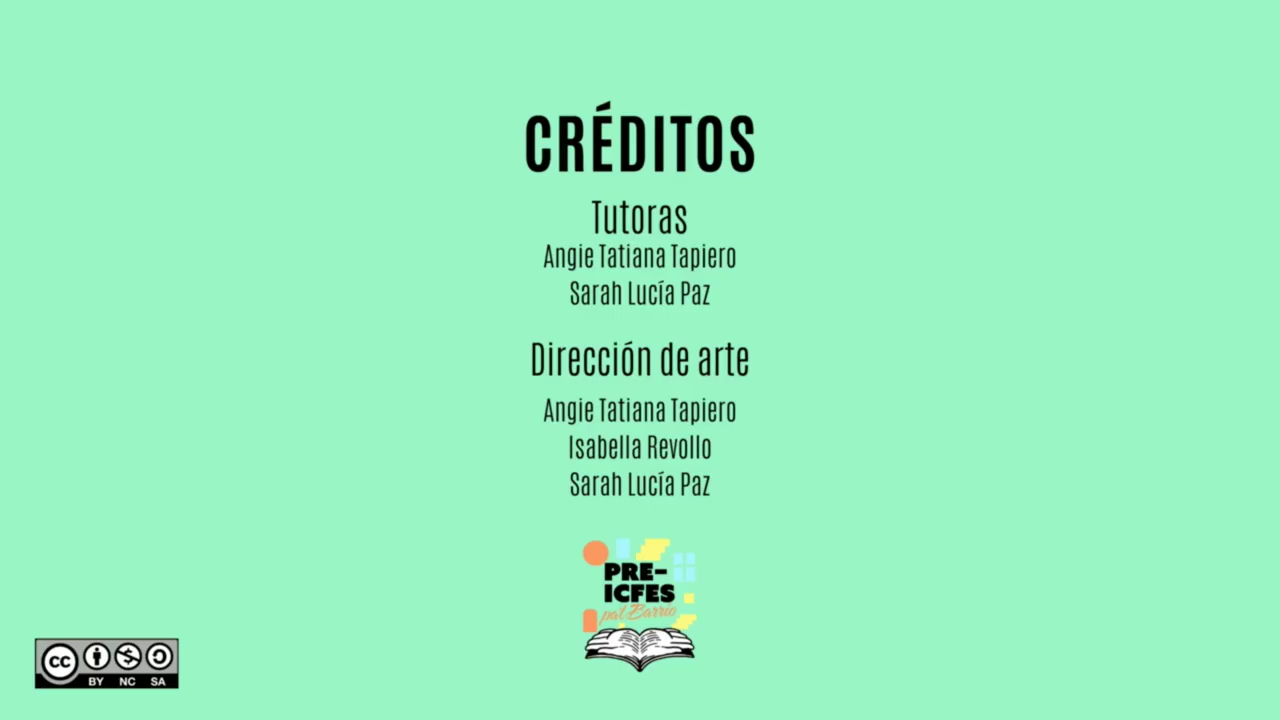 CRÉDITOS
Tutoras
Angie Tatiana Tapiero
Sarah Lucía Paz
Dirección de arte
Angie Tatiana Tapiero
Isabella Revollo
Sarah Lucía Paz
PRE-
ICFES
pa'l Barrio
cc
BY NC SA